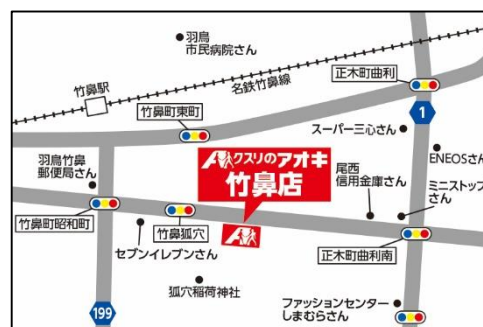 羽島
市民病院さん
竹鼻駅
名鉄竹鼻線
正木町曲利
竹鼻町東町
1
スーパー三心さん
羽島竹鼻
郵便局さん
クスリのアオキ
竹鼻店
尾西
信用金庫さん
ENEOSさん
ミニストップ
さん
竹鼻町昭和町
竹鼻狐穴
セブンイレブンさん
正木町曲利南
狐穴稲荷神社
199
ファッションセンター
しまむらさん